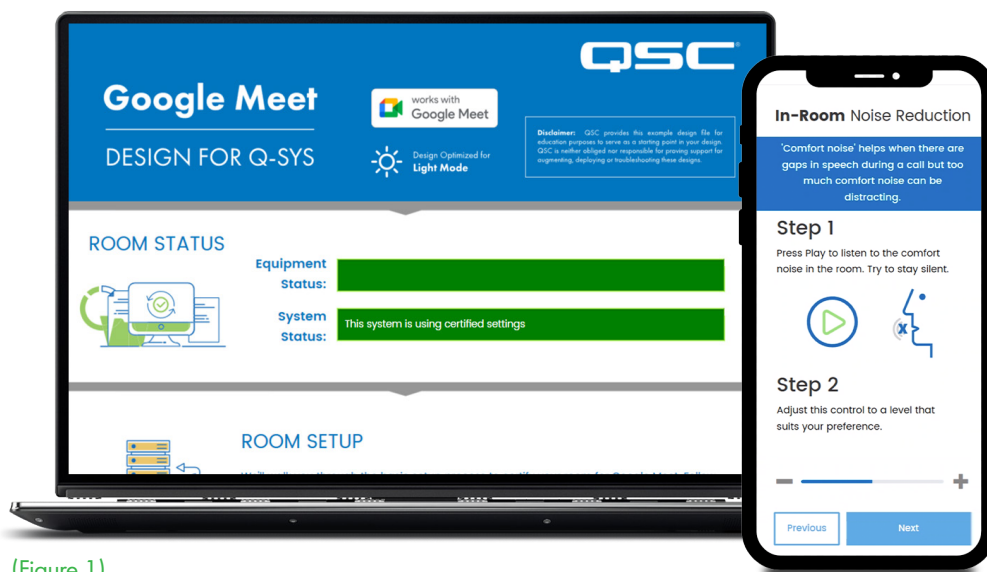 QSC
Google Meet
DESIGN FOR Q-SYS
works with
Google Meet
Design Optimized for
Light Mode
Disclaimer: QSC provides this example design file for
education purposes to serve as a starting point in your design.
QSC is neither obliged nor responsible for proving support for
augmenting, deploying or troubleshooting these designs.
ROOM STATUS
Equipment
Status:
System
Status:
This system is using certified settings
ROOM SETUP
In-Room Noise Reduction
'Comfort noise' helps when there are
gaps in speech during a call but too
much comfort noise can be
distracting.
Step 1
Press Play to listen to the comfort
noise in the room. Try to stay silent.
x
Step 2
Adjust this control to a level that
suits your preference.
Previous
Next
(Figure 1)